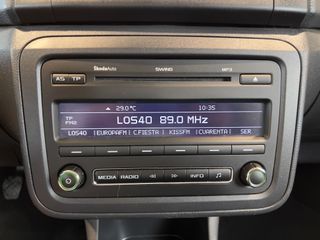 ŠkodaAuto SWING MP3
AS TP
29.0°C 10:35
TP
FM2
LOS40 89.0 MHz
LOS40 | EUROPAFM | C.FIESTA | KISSFM | CUARENTA | SER
MEDIA RADIO INFO